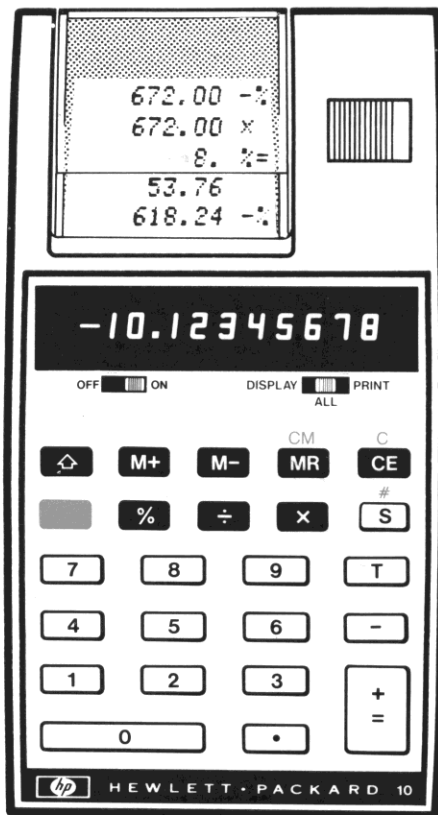 672.00 -%
672.00 ×
8. %=
53.76
618.24 -%
-10.12345678
OFF ON DISPLAY PRINT
ALL
CM C
M+ M- MR CE
#
% ÷ × S
7 8 9 T
4 5 6 -
1 2 3 +
=
0 .
hp HEWLETT • PACKARD 10